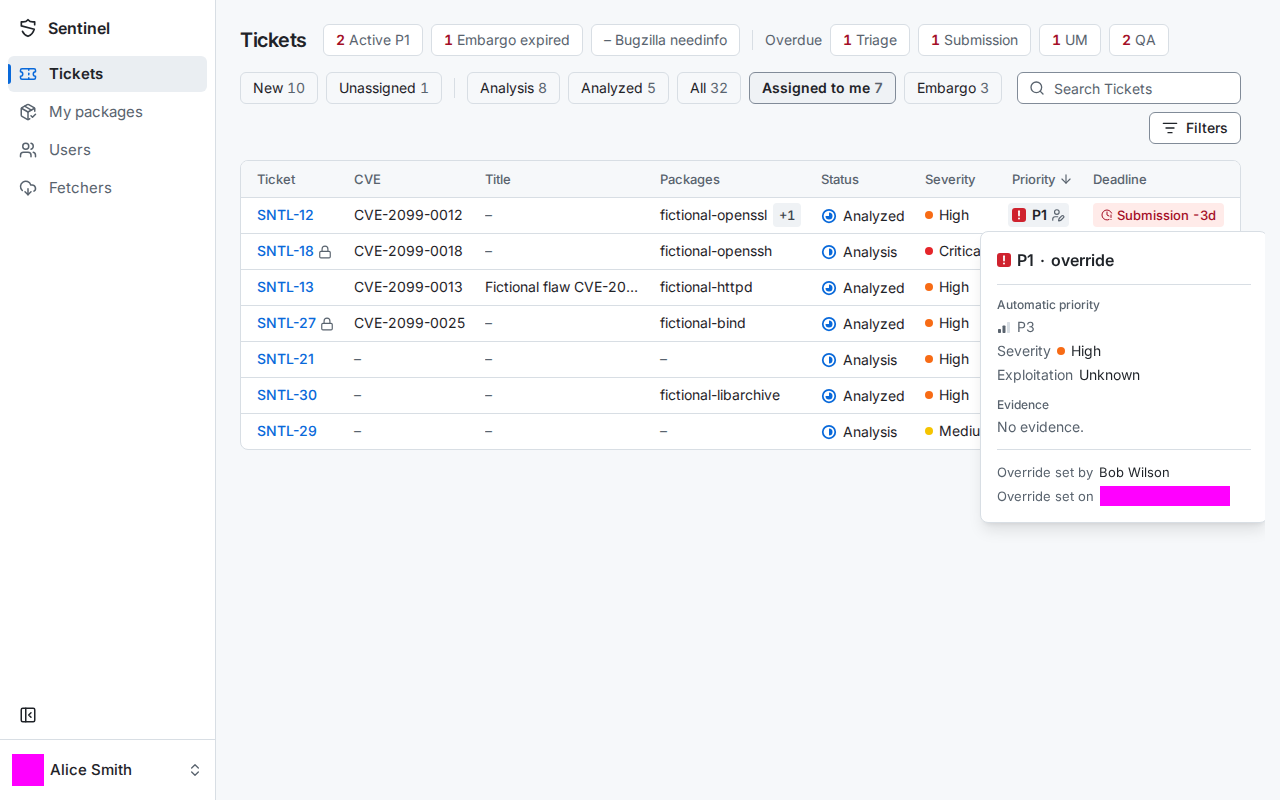 Sentinel
Tickets
My packages
Users
Fetchers
Alice Smith
Tickets
2 Active P1
1 Embargo expired
– Bugzilla needinfo
Overdue
1 Triage
1 Submission
1 UM
2 QA
New 10
Unassigned 1
Analysis 8
Analyzed 5
All 32
Assigned to me 7
Embargo 3
Search Tickets
Filters
Ticket CVE Title Packages Status Severity Priority Deadline
SNTL-12 CVE-2099-0012 – fictional-openssl +1 Analyzed High P1 Submission -3d
SNTL-18 CVE-2099-0018 – fictional-openssh Analysis Critica
SNTL-13 CVE-2099-0013 Fictional flaw CVE-20... fictional-httpd Analyzed High
SNTL-27 CVE-2099-0025 – fictional-bind Analyzed High
SNTL-21 – – – Analysis High
SNTL-30 – – fictional-libarchive Analyzed High
SNTL-29 – – – Analysis Mediu
P1 · override
Automatic priority
P3
Severity High
Exploitation Unknown
Evidence
No evidence.
Override set by Bob Wilson
Override set on